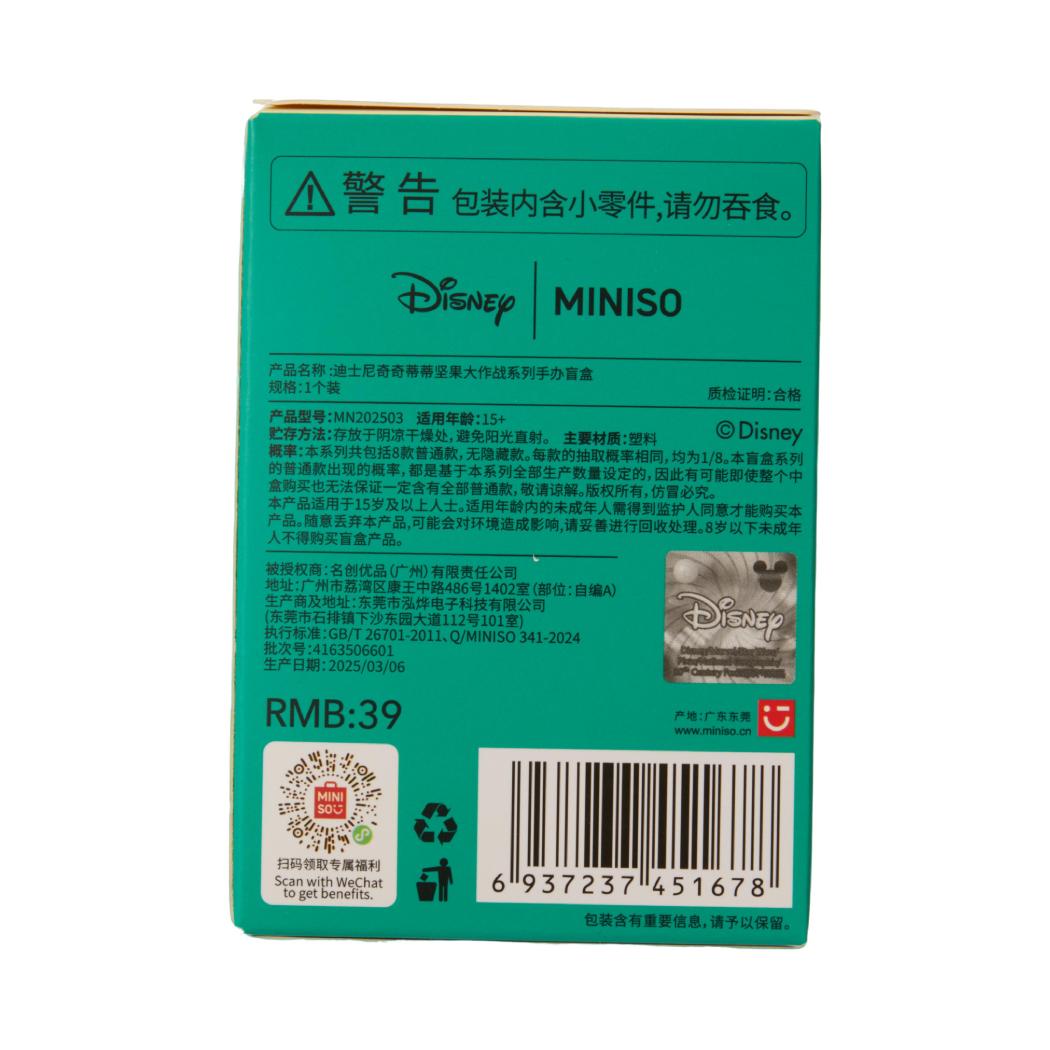 警告 包装内含小零件,请勿吞食。
Disney MINISO
产品名称:迪士尼奇奇蒂蒂坚果大作战系列手办盲盒
规格:1个装
质检证明:合格
产品型号:MN202503 适用年龄:15+
贮存方法:存放于阴凉干燥处,避免阳光直射。 主要材质:塑料
©Disney
概率:本系列共包括8款普通款,无隐藏款。每款的抽取概率相同,均为1/8。本盲盒系列
的普通款出现的概率,都是基于本系列全部生产数量设定的,因此有可能即使整个中
盒购买也无法保证一定含有全部普通款,敬请谅解。版权所有,仿冒必究。
本产品适用于15岁及以上人士。适用年龄内的未成年人需得到监护人同意才能购买本
产品。随意丢弃本产品,可能会对环境造成影响,请妥善进行回收处理。8岁以下未成年
人不得购买盲盒产品。
被授权商:名创优品(广州)有限责任公司
地址:广州市荔湾区康王中路486号1402室(部位:自编A)
生产商及地址:东莞市泓烨电子科技有限公司
(东莞市石排镇下沙东园大道112号101室)
执行标准:GB/T 26701-2011、Q/MINISO 341-2024
批次号:4163506601
生产日期:2025/03/06
Disney
RMB:39
产地:广东东莞
www.miniso.cn
MINI
SO
扫码领取专属福利
Scan with WeChat
to get benefits.
6 937237 451678
包装含有重要信息,请予以保留。